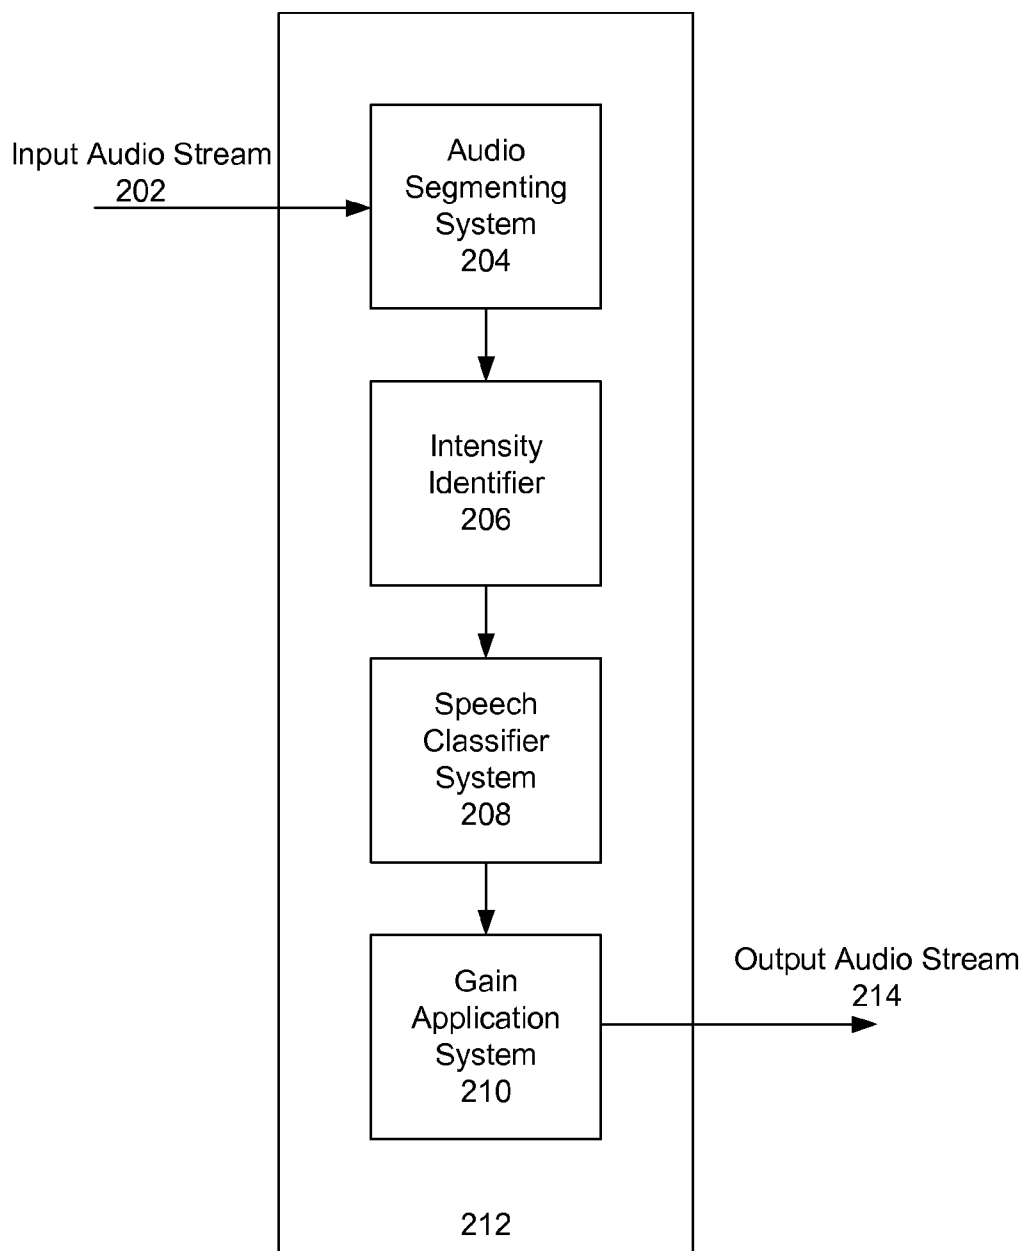 Input Audio Stream
202
Audio
Segmenting
System
204
Intensity
Identifier
206
Speech
Classifier
System
208
Gain
Application
System
210
Output Audio Stream
214
212